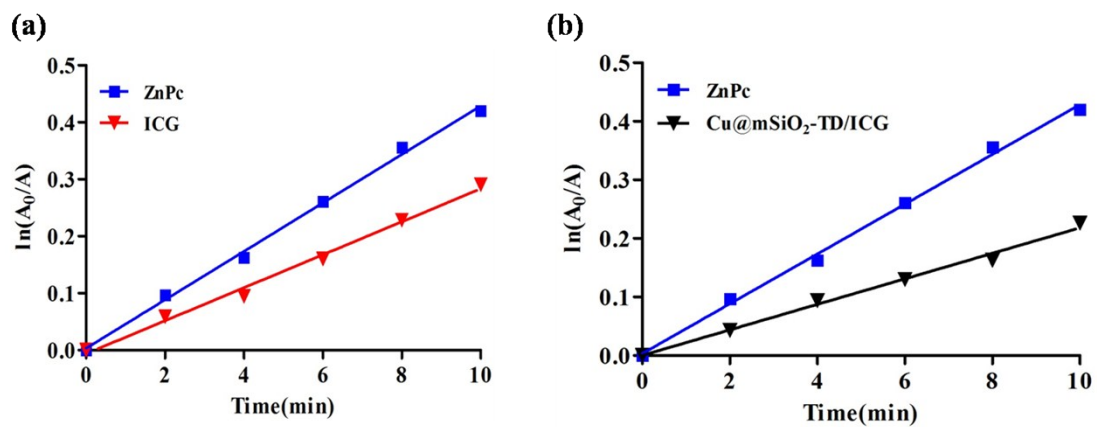 (a)
0.5
0.4
0.3
0.2
0.1
0.0
ln(A₀/A)
ZnPc
ICG
0 2 4 6 8 10
Time(min)
(b)
0.5
0.4
0.3
0.2
0.1
0.0
ln(A₀/A)
ZnPc
Cu@mSiO₂-TD/ICG
0 2 4 6 8 10
Time(min)